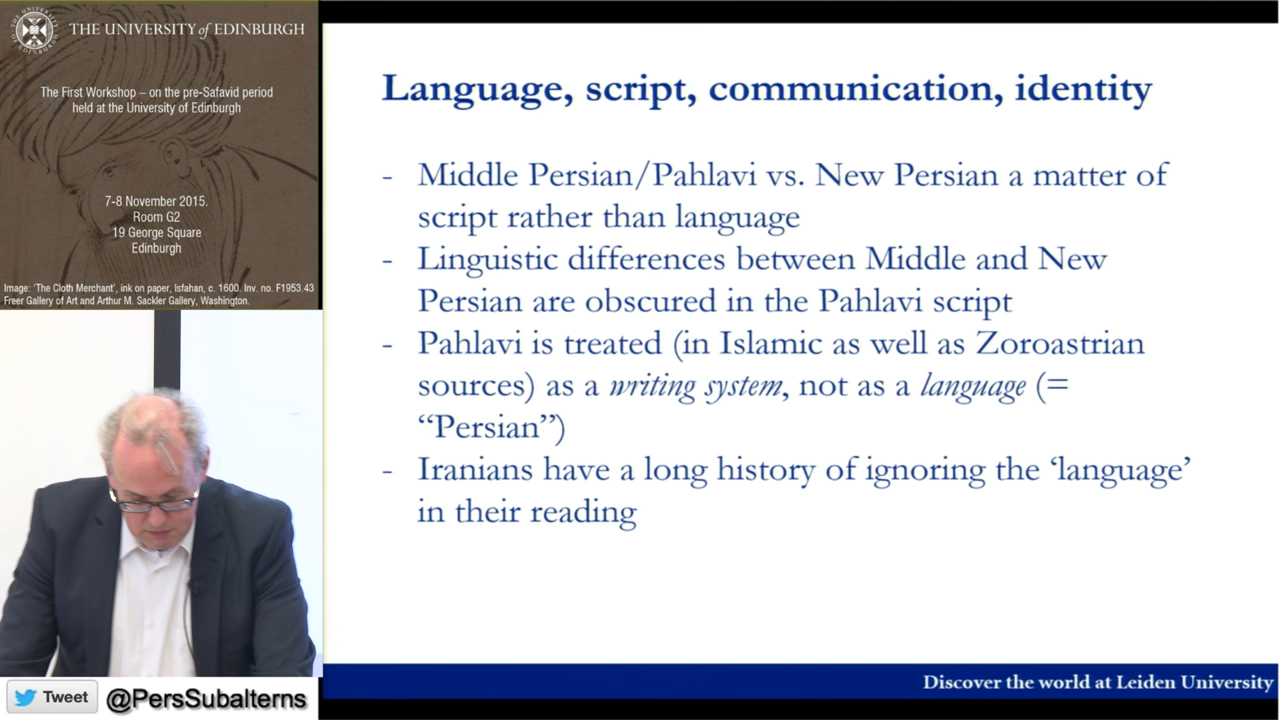 THE UNIVERSITY of EDINBURGH
The First Workshop – on the pre-Safavid period
held at the University of Edinburgh
7-8 November 2015.
Room G2
19 George Square
Edinburgh
Image: 'The Cloth Merchant', ink on paper, Isfahan, c. 1600. Inv. no. F1953.43
Freer Gallery of Art and Arthur M. Sackler Gallery, Washington.
Tweet @PersSubalterns
Language, script, communication, identity
- Middle Persian/Pahlavi vs. New Persian a matter of
script rather than language
- Linguistic differences between Middle and New
Persian are obscured in the Pahlavi script
- Pahlavi is treated (in Islamic as well as Zoroastrian
sources) as a writing system, not as a language (=
“Persian”)
- Iranians have a long history of ignoring the ‘language’
in their reading
Discover the world at Leiden University